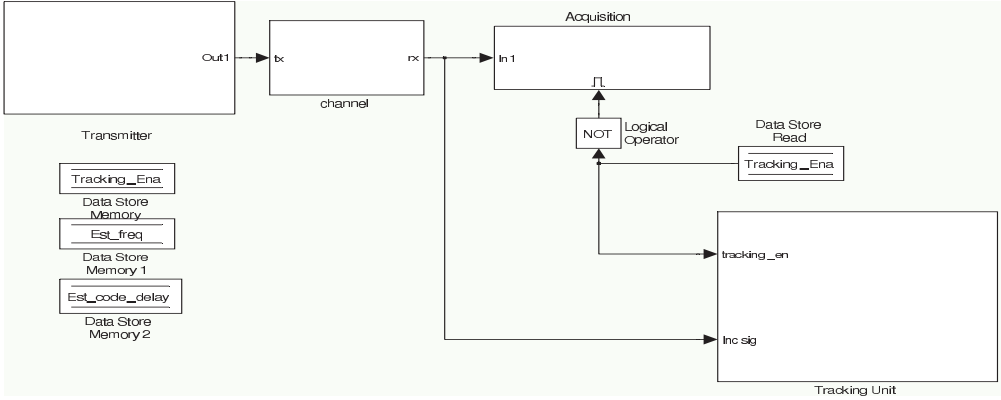 Acquisition
Out1
tx
rx
In1
channel
Transmitter
NOT
Logical
Operator
Data Store
Read
Tracking_Ena
Tracking_Ena
Data Store
Memory
Est_freq
Data Store
Memory 1
Est_code_delay
Data Store
Memory 2
tracking_en
Inc sig
Tracking Unit